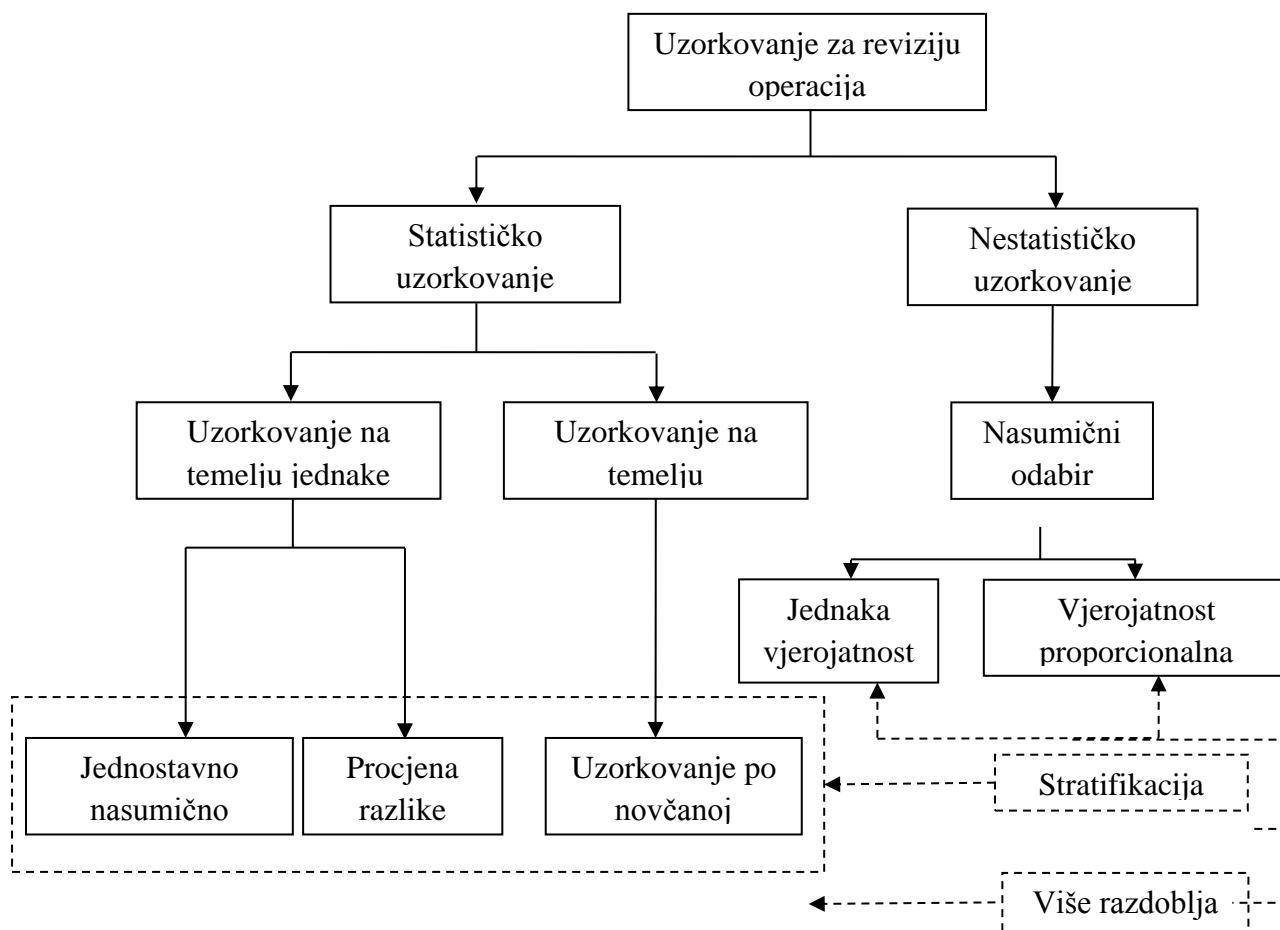 Uzorkovanje za reviziju
operacija
Statističko
uzorkovanje
Nestatističko
uzorkovanje
Uzorkovanje na
temelju jednake
Uzorkovanje na
temelju
Nasumični
odabir
Jednaka
vjerojatnost
Vjerojatnost
proporcionalna
Jednostavno
nasumično
Procjena
razlike
Uzorkovanje po
novčanoj
Stratifikacija
Više razdoblja